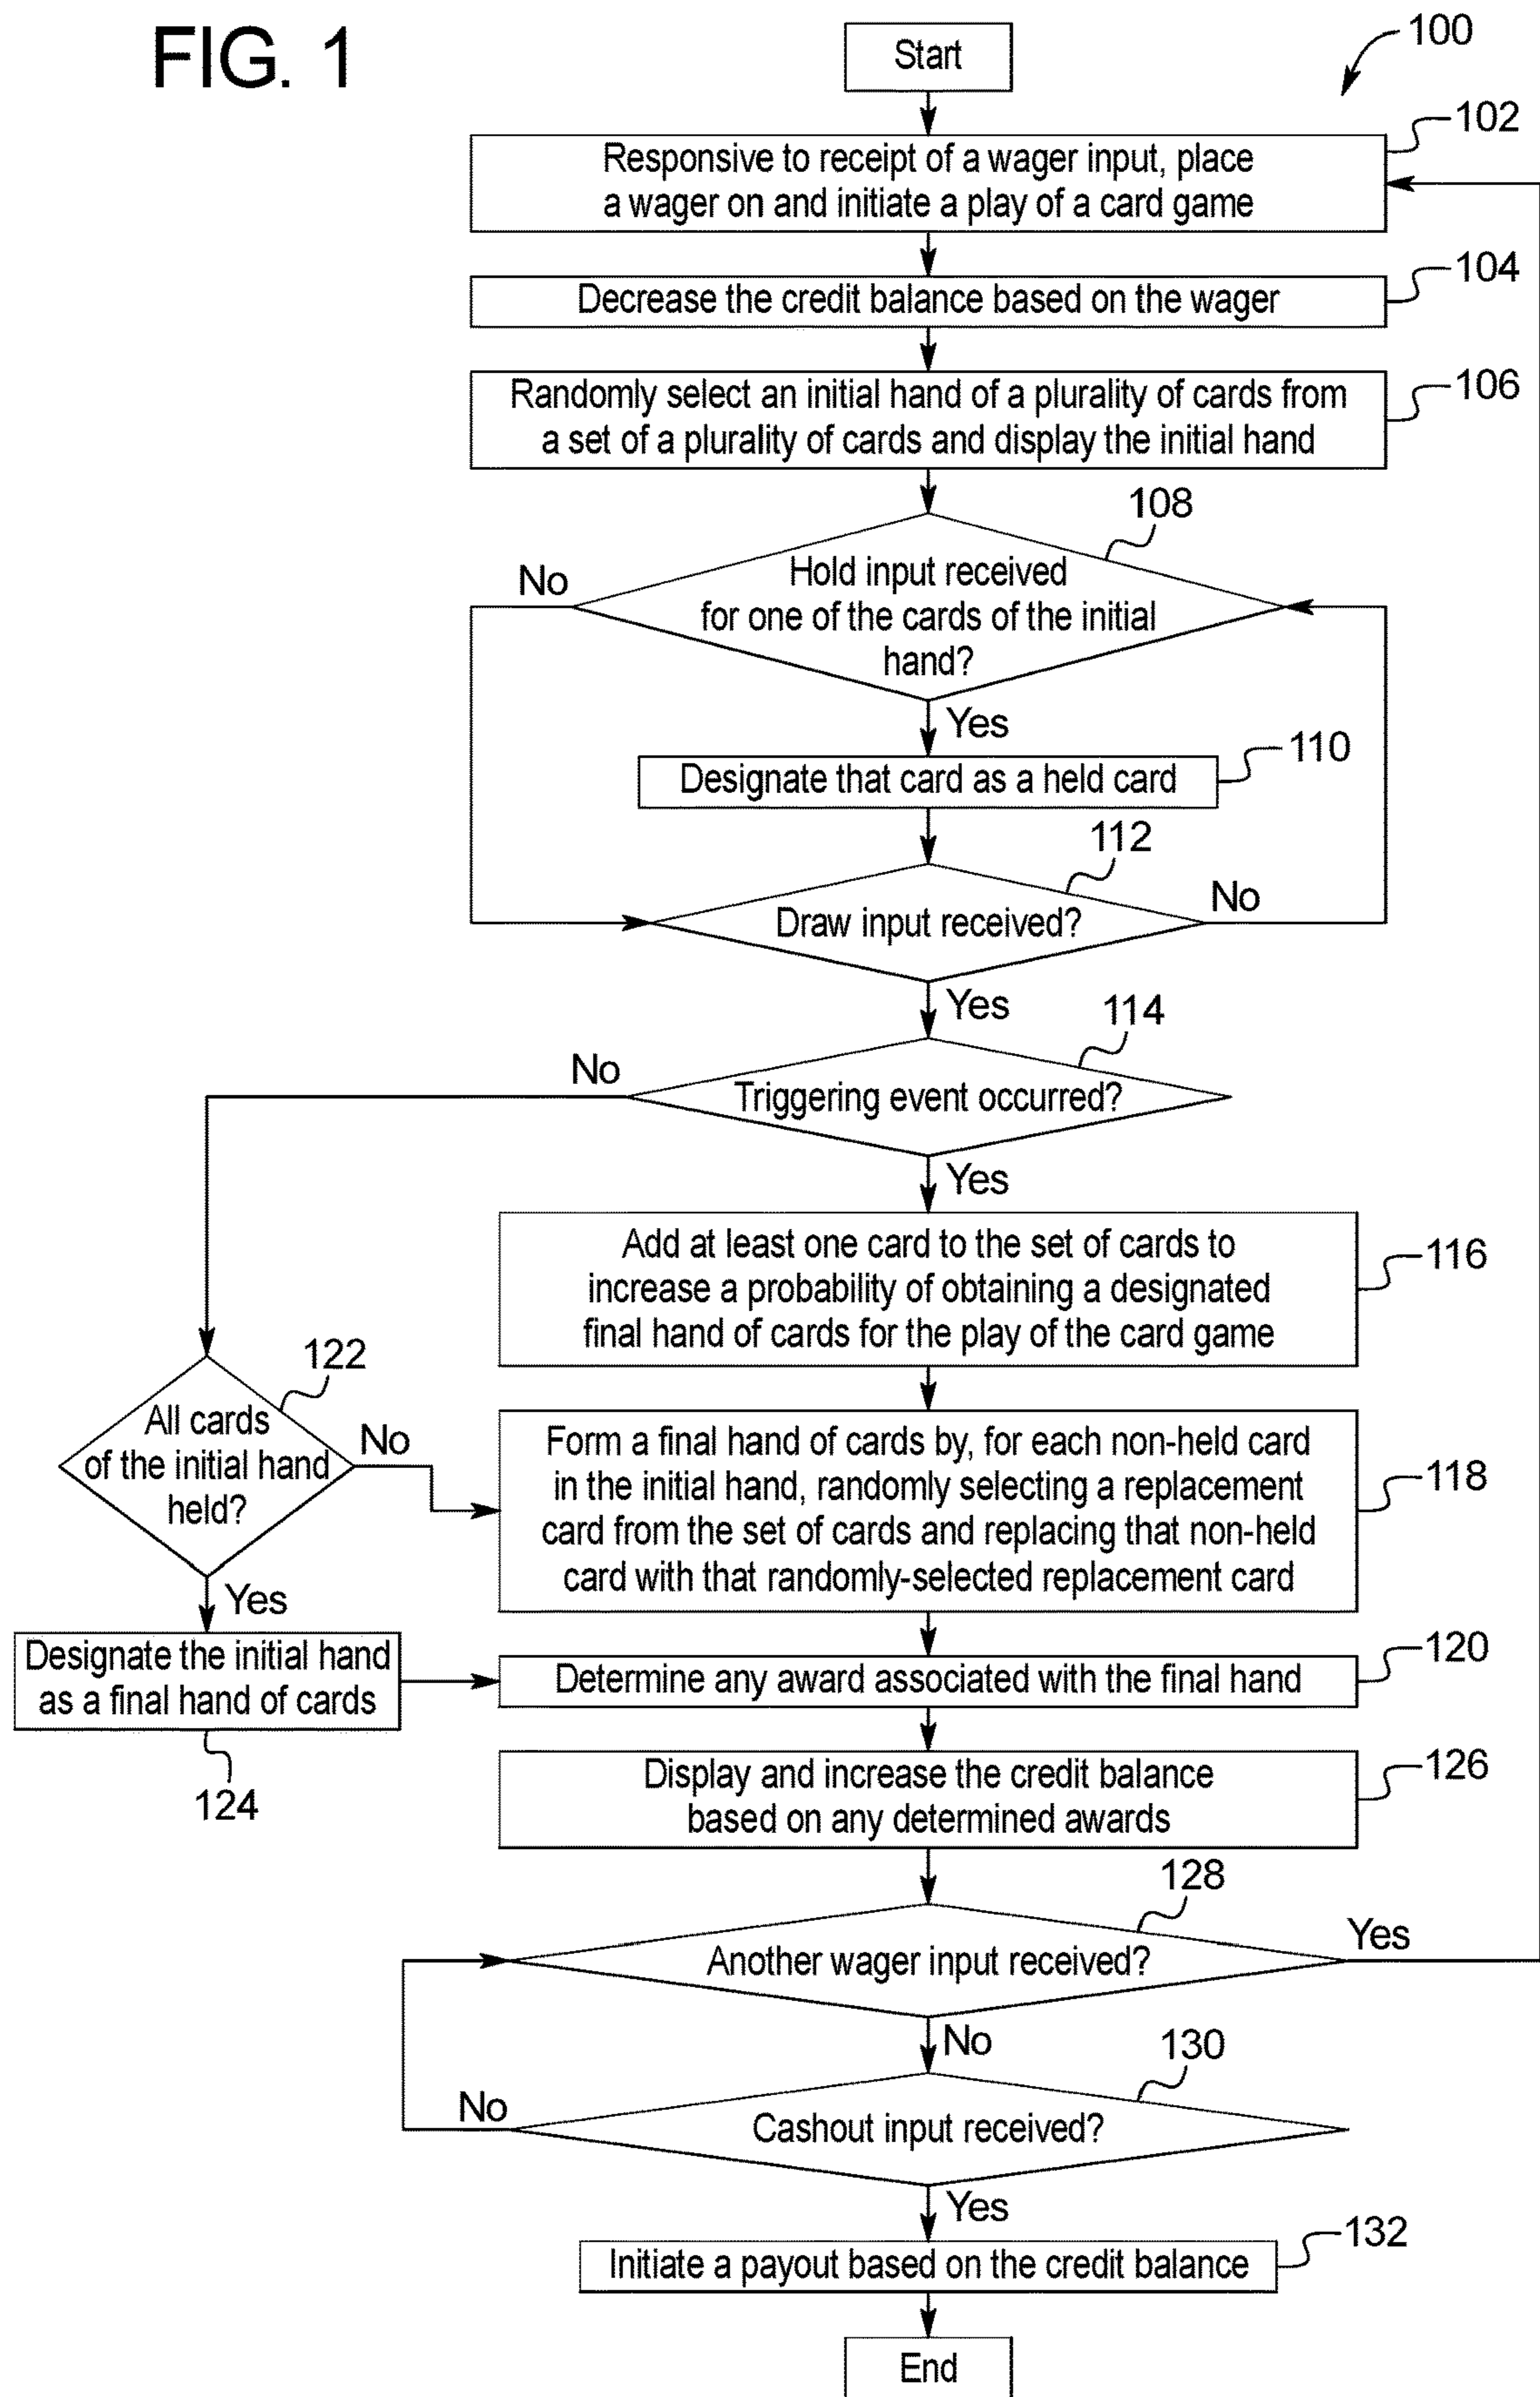 FIG. 1
Start
100
102
Responsive to receipt of a wager input, place
a wager on and initiate a play of a card game
104
Decrease the credit balance based on the wager
106
Randomly select an initial hand of a plurality of cards from
a set of a plurality of cards and display the initial hand
108
No
Hold input received
for one of the cards of the initial
hand?
Yes
110
Designate that card as a held card
112
No
Draw input received?
Yes
114
No
Triggering event occurred?
Yes
Add at least one card to the set of cards to
increase a probability of obtaining a designated
final hand of cards for the play of the card game
116
122
All cards
of the initial hand
held?
No
Yes
Form a final hand of cards by, for each non-held card
in the initial hand, randomly selecting a replacement
card from the set of cards and replacing that non-held
card with that randomly-selected replacement card
118
Designate the initial hand
as a final hand of cards
124
Determine any award associated with the final hand
120
Display and increase the credit balance
based on any determined awards
126
128
Another wager input received?
Yes
No
130
No
Cashout input received?
Yes
132
Initiate a payout based on the credit balance
End